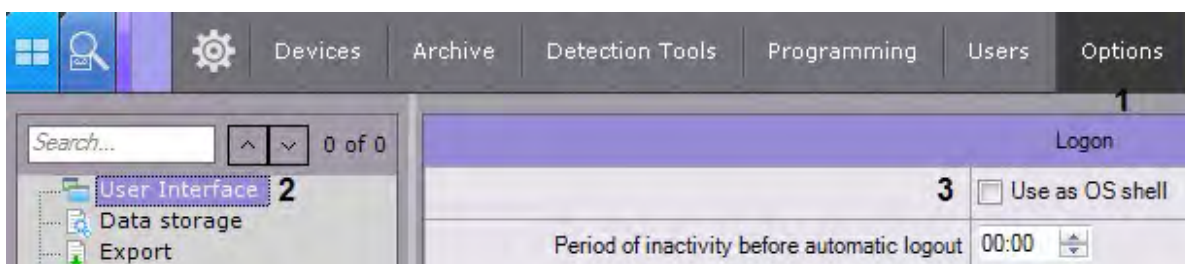 Devices Archive Detection Tools Programming Users Options
1
Search... 0 of 0
Logon
User Interface 2
3 Use as OS shell
Data storage
Period of inactivity before automatic logout 00:00
Export